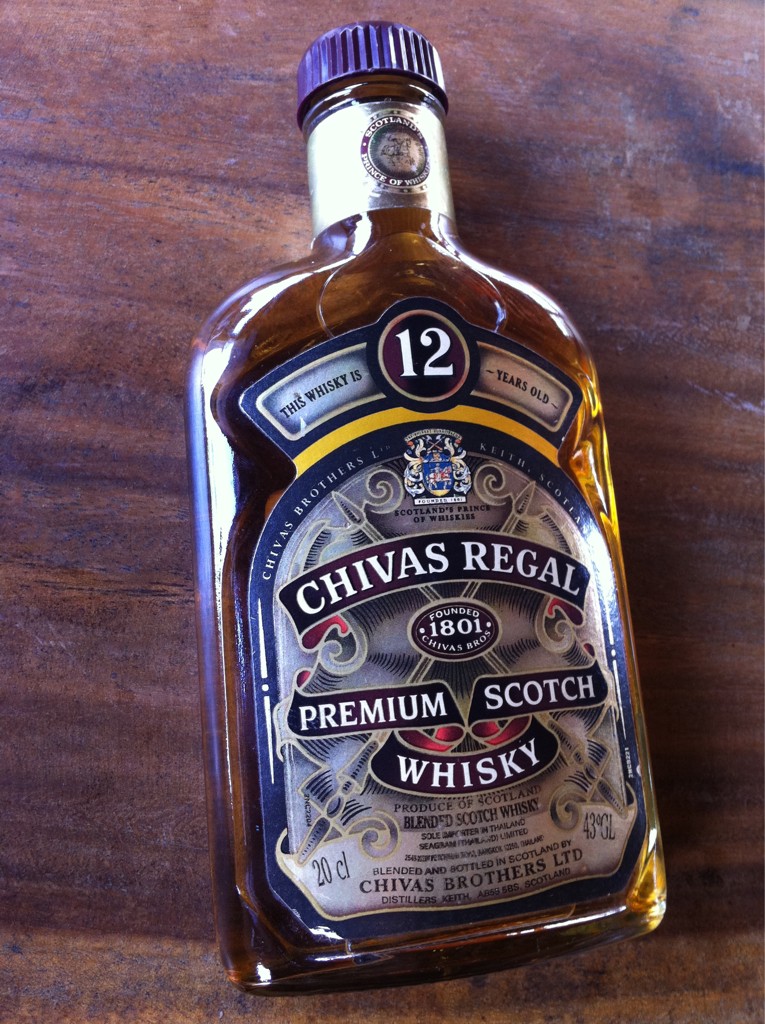 SCOTLAND'S
PRINCE OF WHISKIES
12
THIS WHISKY IS
YEARS OLD
CHIVAS BROTHERS LTD
KEITH, SCOTLAND
FOUNDED 1801
SCOTLAND'S PRINCE
OF WHISKIES
CHIVAS REGAL
FOUNDED
1801
CHIVAS BROS
PREMIUM SCOTCH
WHISKY
PRODUCE OF SCOTLAND
BLENDED SCOTCH WHISKY
SOLE IMPORTER IN THAILAND
SEAGRAM (THAILAND) LIMITED
20 cl
43°GL
BLENDED AND BOTTLED IN SCOTLAND BY
CHIVAS BROTHERS LTD
DISTILLERS, KEITH, AB55 5BS, SCOTLAND